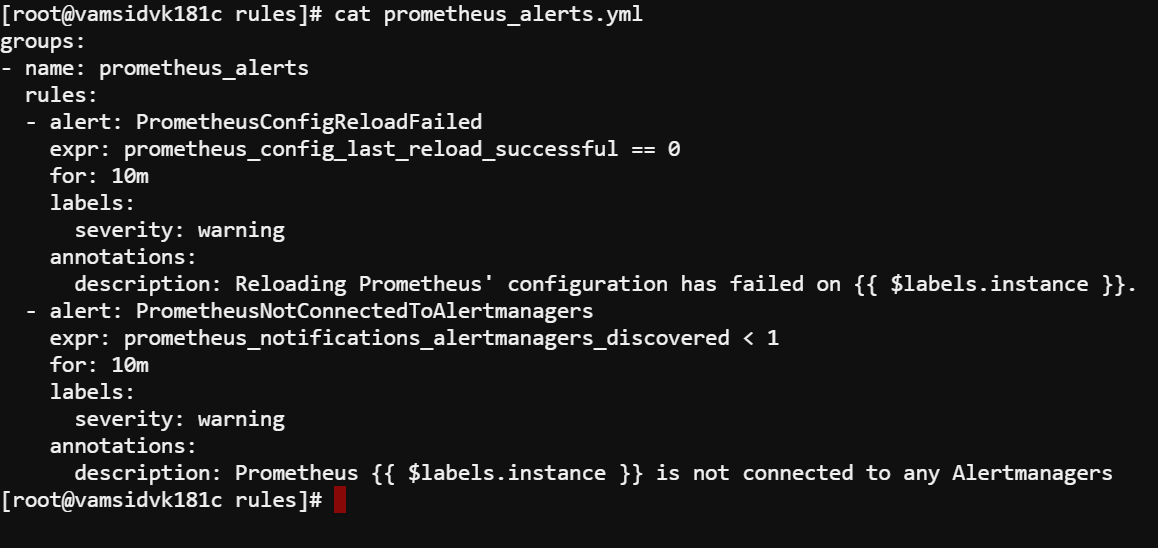 [root@vamsidvk181c rules]# cat prometheus_alerts.yml
groups:
- name: prometheus_alerts
  rules:
  - alert: PrometheusConfigReloadFailed
    expr: prometheus_config_last_reload_successful == 0
    for: 10m
    labels:
      severity: warning
    annotations:
      description: Reloading Prometheus' configuration has failed on {{ $labels.instance }}.
  - alert: PrometheusNotConnectedToAlertmanagers
    expr: prometheus_notifications_alertmanagers_discovered < 1
    for: 10m
    labels:
      severity: warning
    annotations:
      description: Prometheus {{ $labels.instance }} is not connected to any Alertmanagers
[root@vamsidvk181c rules]#